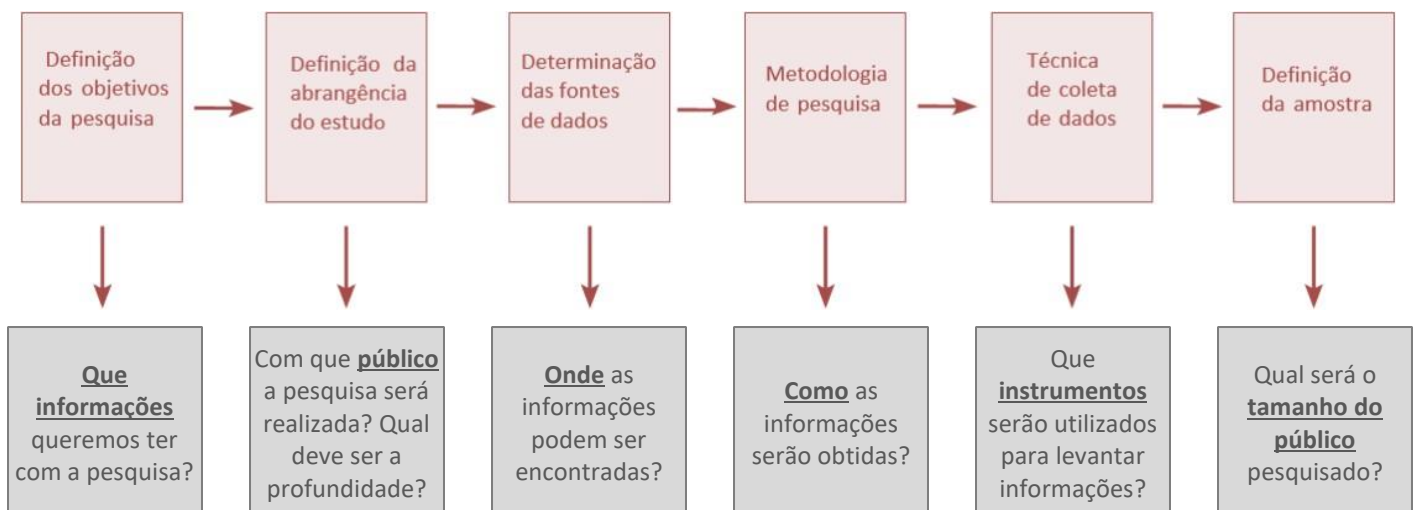 Definição
dos objetivos
da pesquisa
Definição da
abrangência
do estudo
Determinação
das fontes
de dados
Metodologia
de pesquisa
Técnica
de coleta
de dados
Definição
da amostra
Que
informações
queremos ter
com a pesquisa?
Com que público
a pesquisa será
realizada? Qual
deve ser a
profundidade?
Onde as
informações
podem ser
encontradas?
Como as
informações
serão obtidas?
Que
instrumentos
serão utilizados
para levantar
informações?
Qual será o
tamanho do
público
pesquisado?